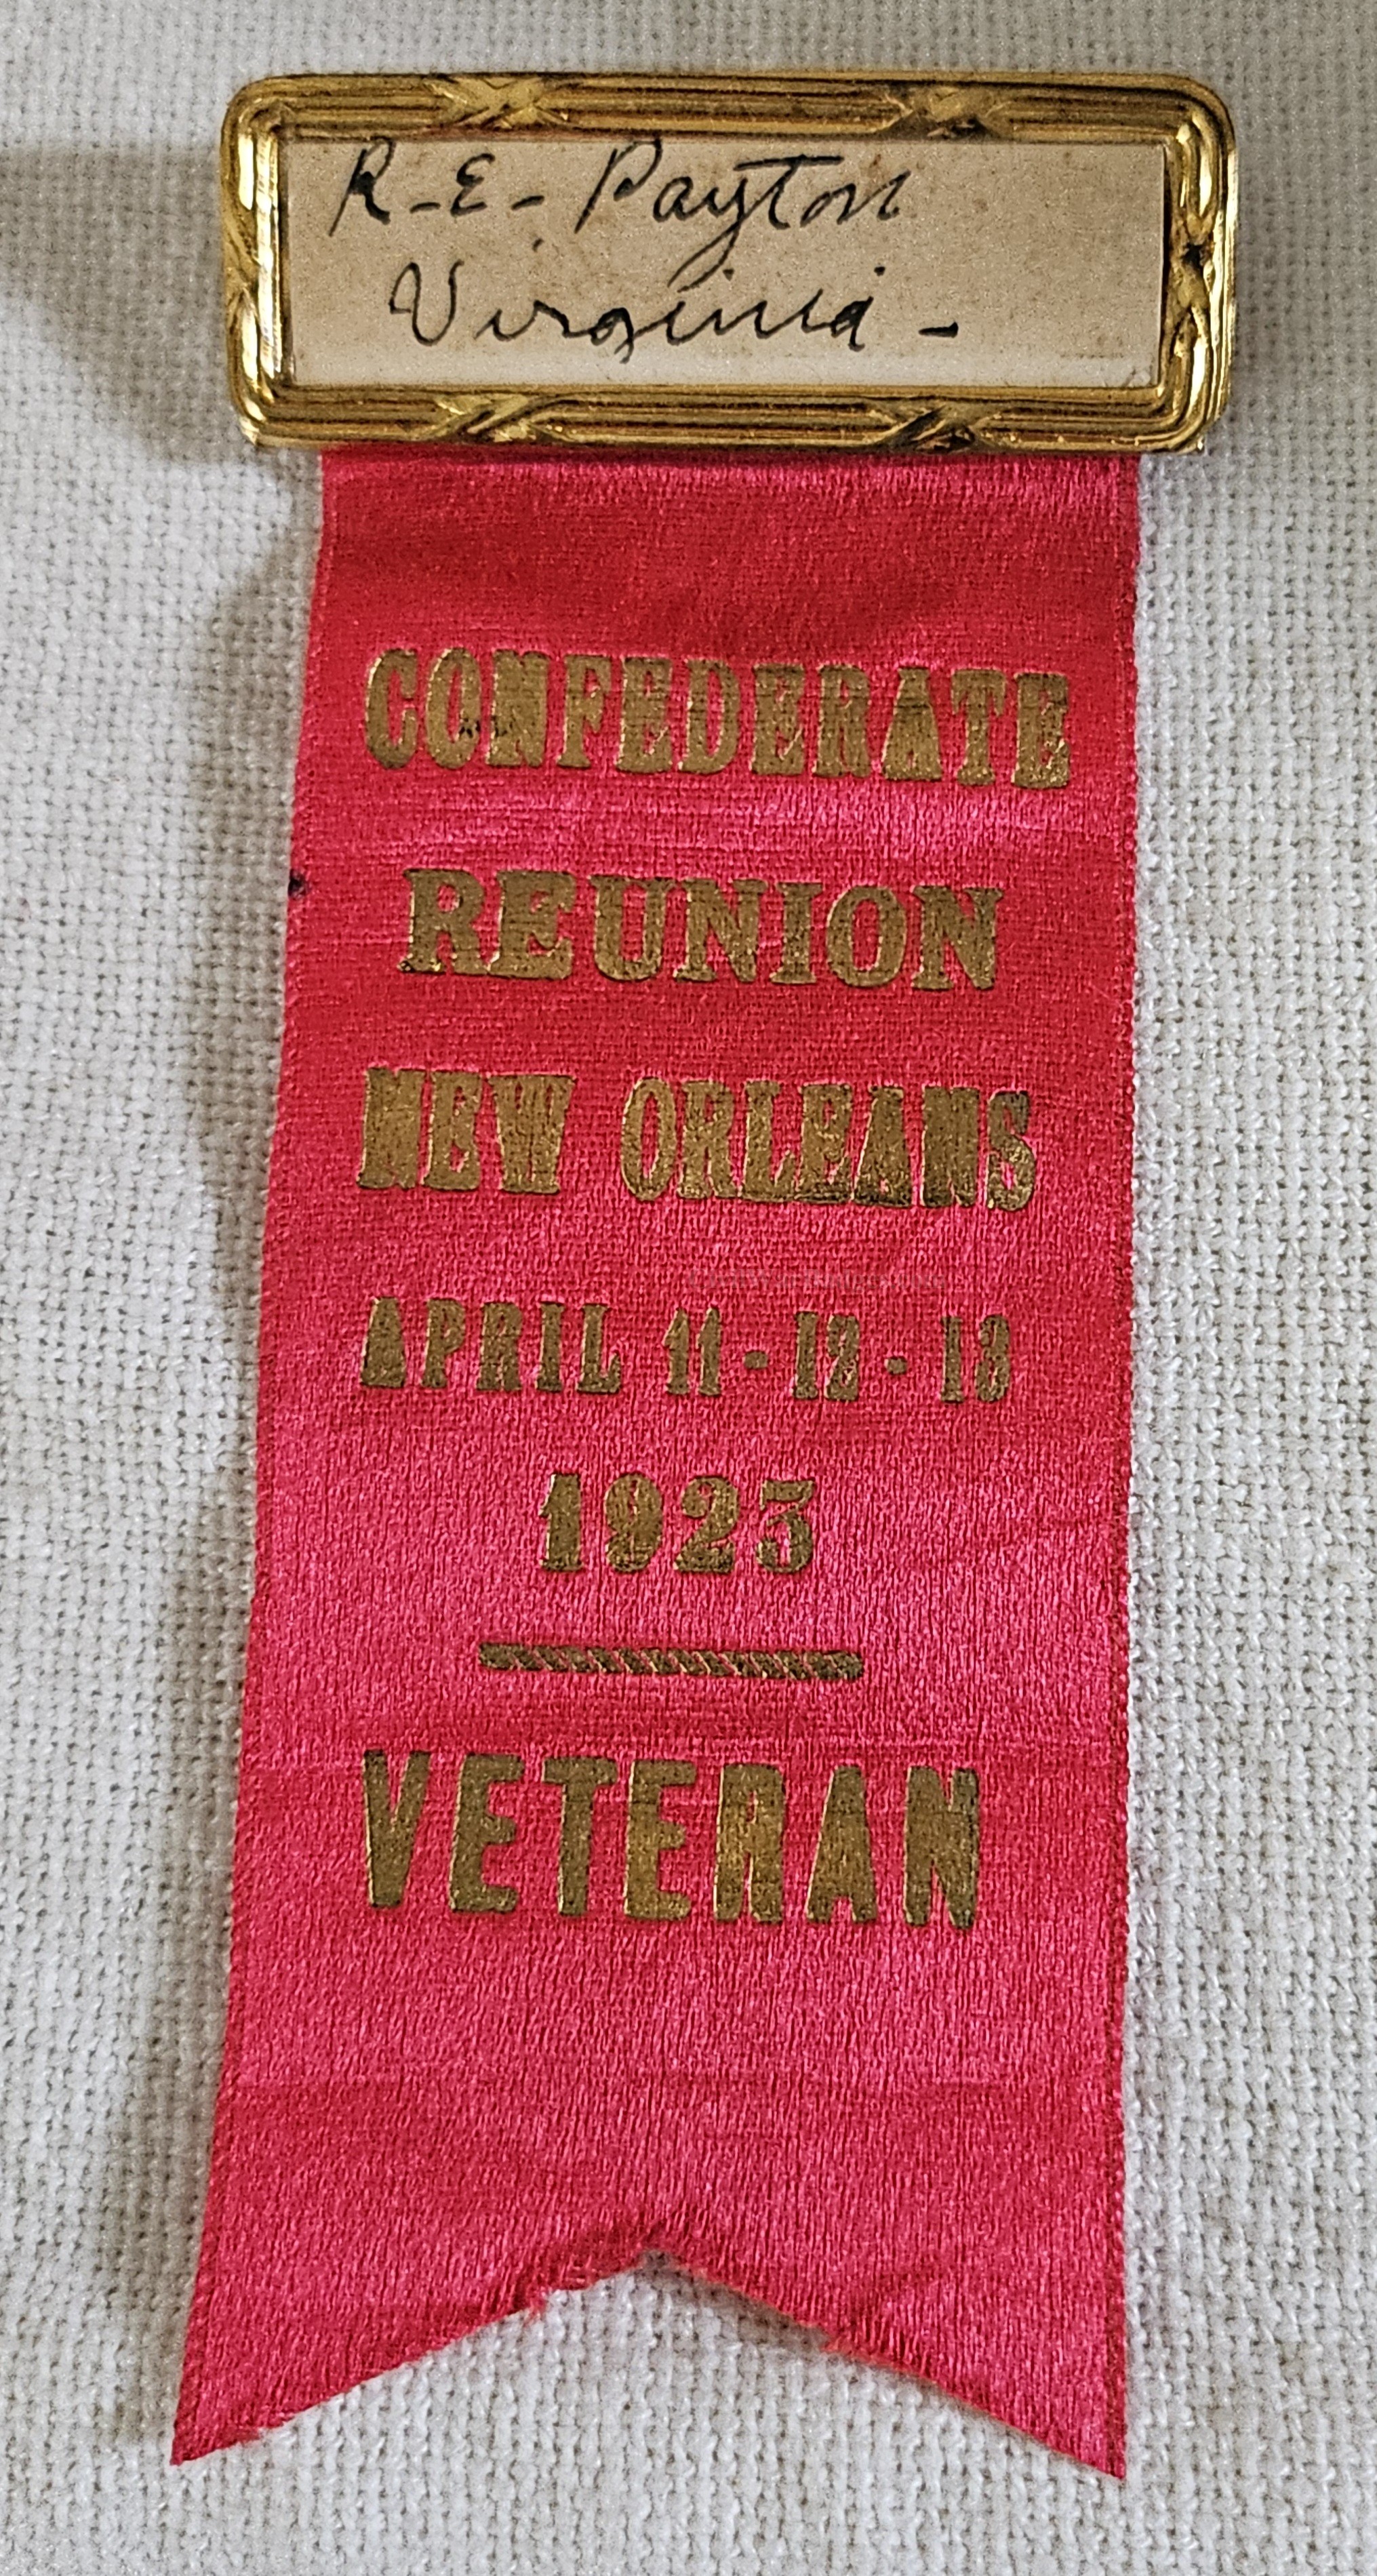 R-E- Payton
Virginia-
CONFEDERATE
REUNION
NEW ORLEANS
APRIL 11-12-13
1923
VETERAN